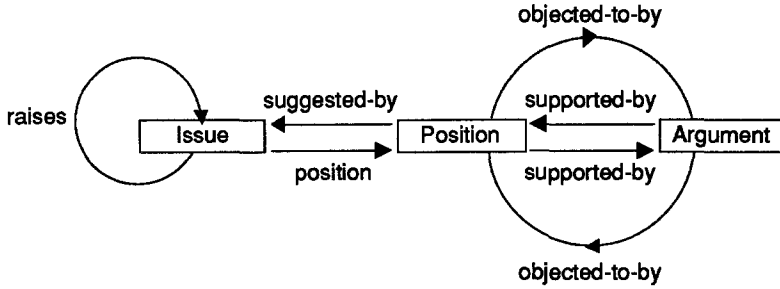 objected-to-by
suggested-by
supported-by
raises
Issue
Position
Argument
position
supported-by
objected-to-by